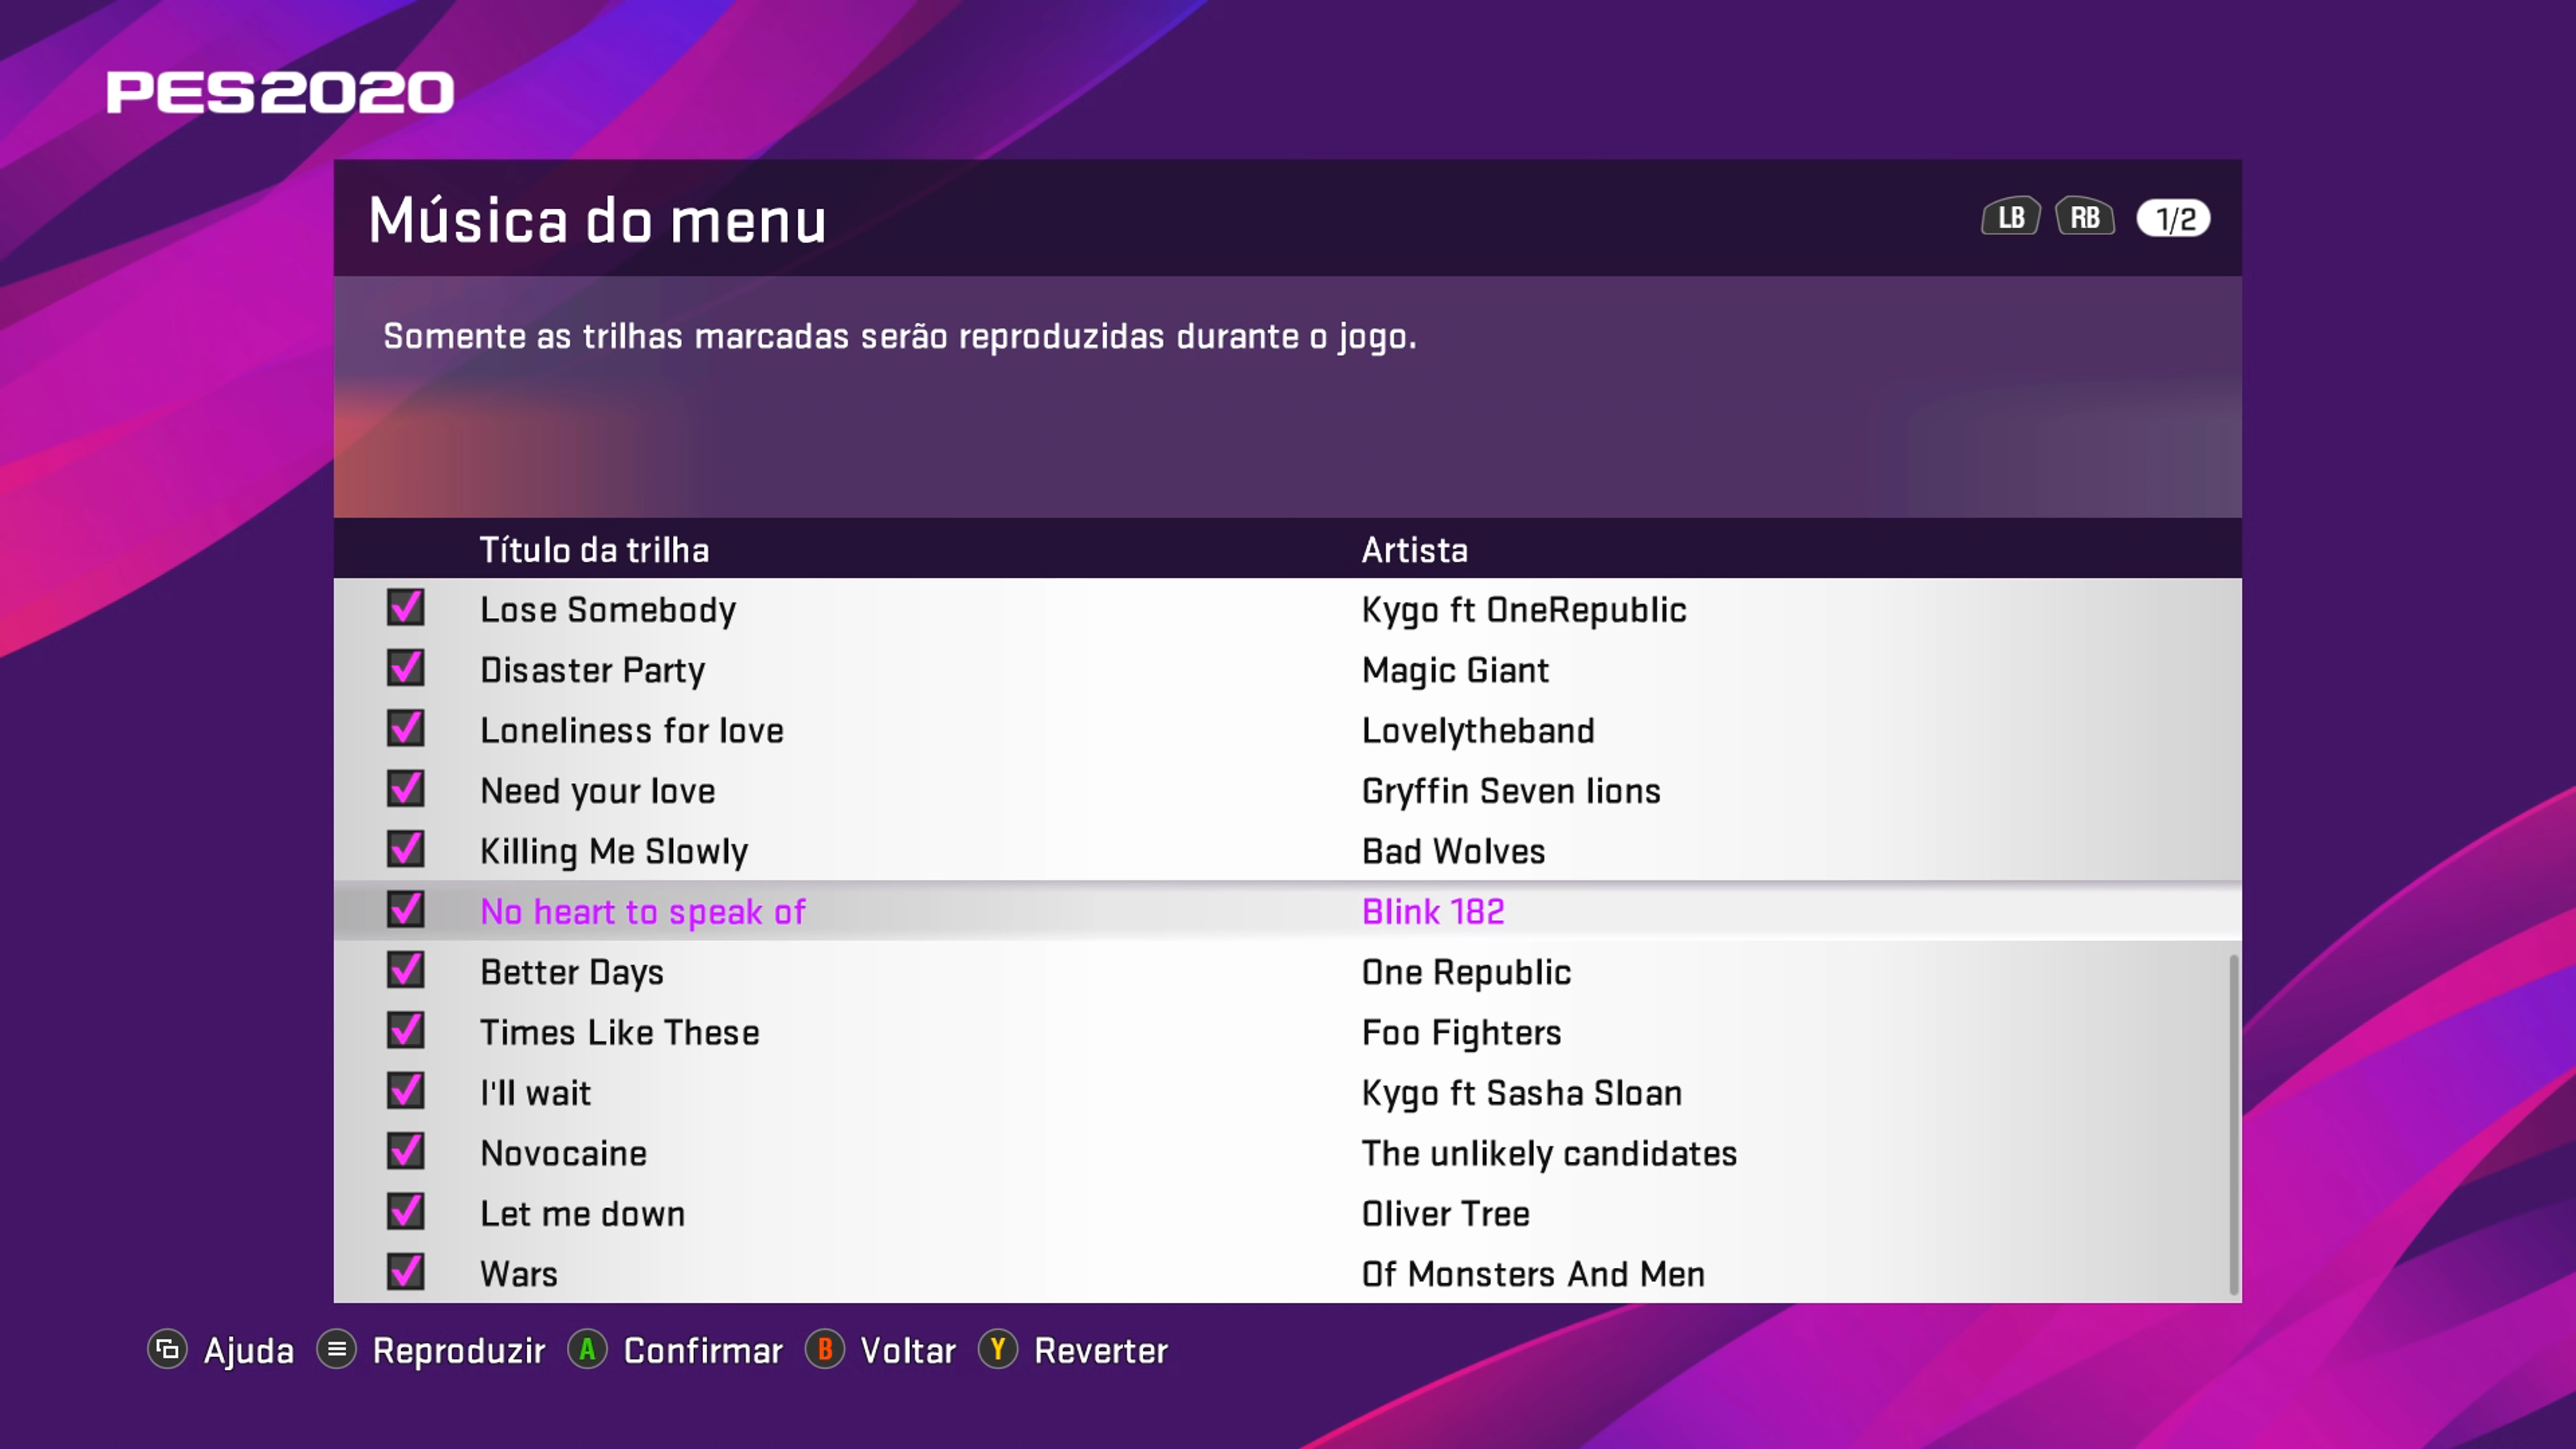 PES2020
Música do menu LB RB 1/2
Somente as trilhas marcadas serão reproduzidas durante o jogo.
Título da trilha Artista
Lose Somebody Kygo ft OneRepublic
Disaster Party Magic Giant
Loneliness for love Lovelytheband
Need your love Gryffin Seven lions
Killing Me Slowly Bad Wolves
No heart to speak of Blink 182
Better Days One Republic
Times Like These Foo Fighters
I'll wait Kygo ft Sasha Sloan
Novocaine The unlikely candidates
Let me down Oliver Tree
Wars Of Monsters And Men
Ajuda Reproduzir A Confirmar B Voltar Y Reverter